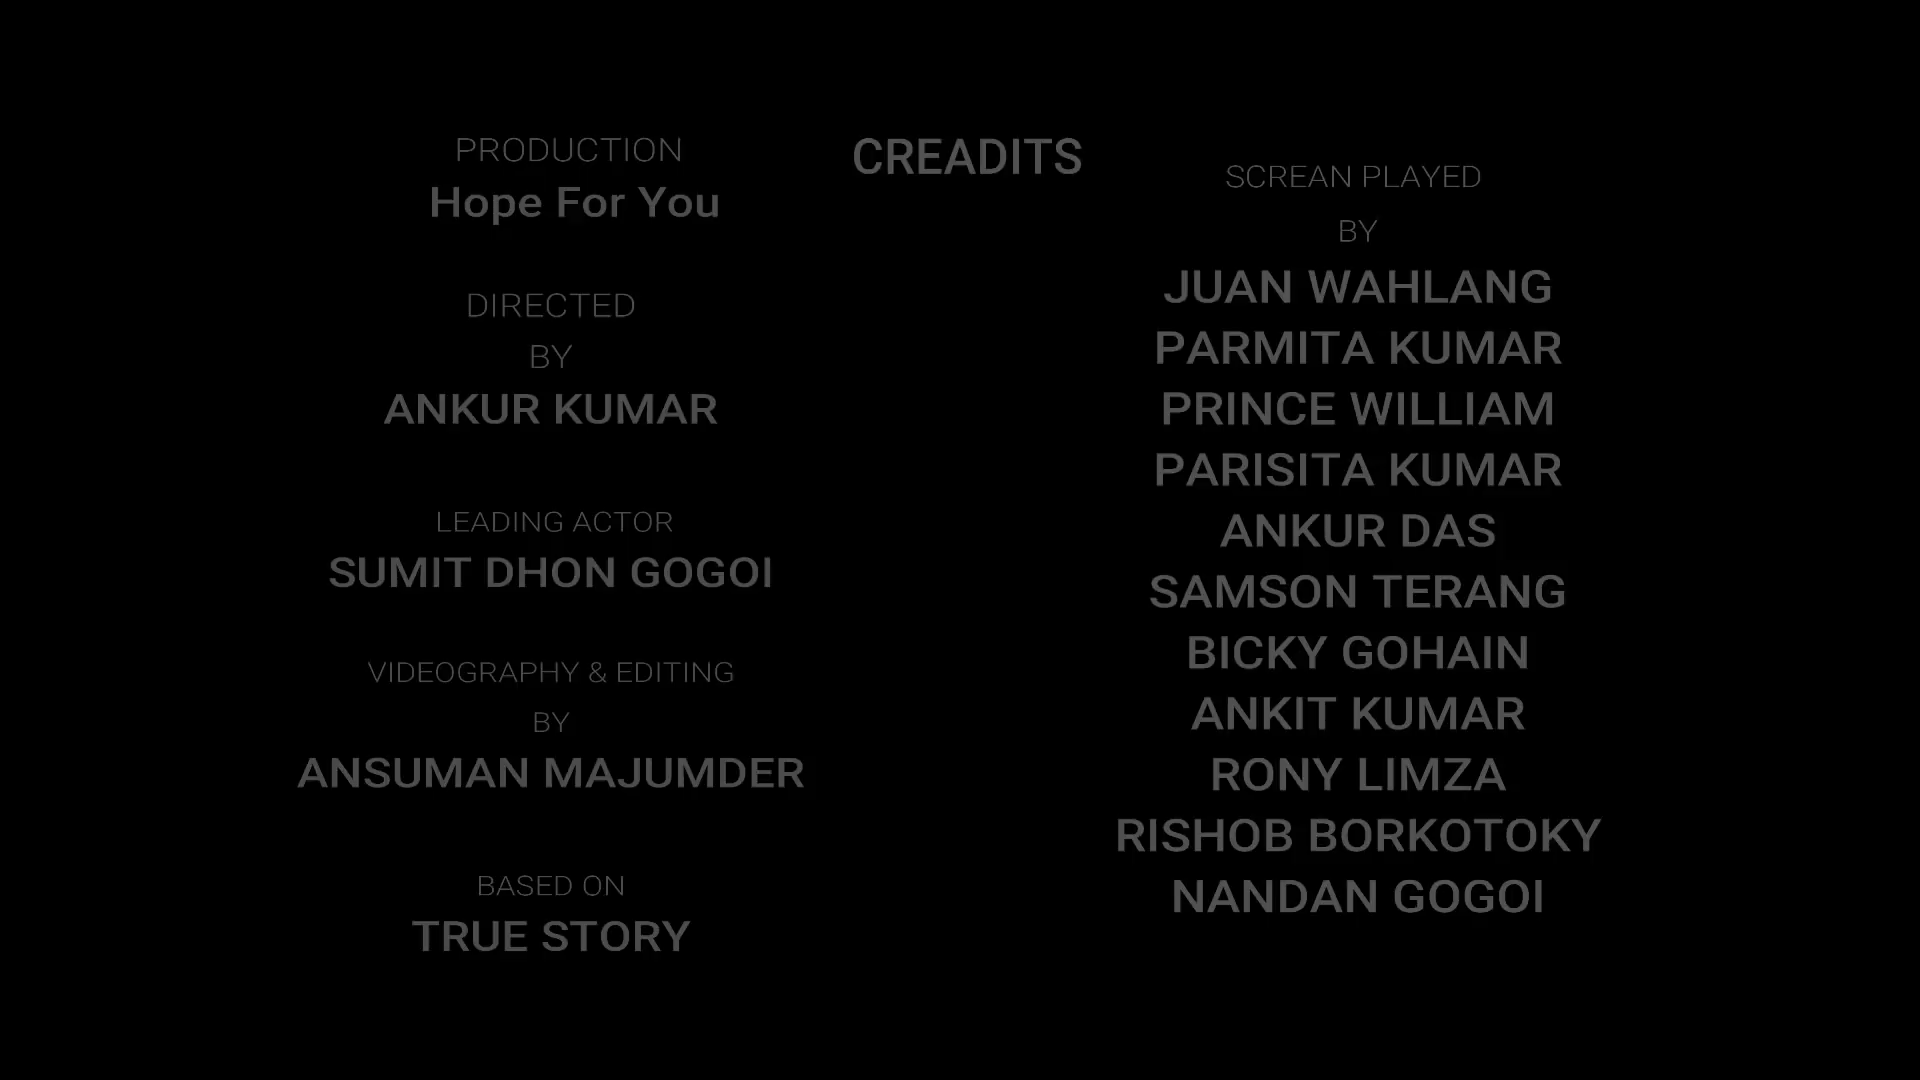 CREADITS
PRODUCTION
Hope For You
DIRECTED
BY
ANKUR KUMAR
LEADING ACTOR
SUMIT DHON GOGOI
VIDEOGRAPHY & EDITING
BY
ANSUMAN MAJUMDER
BASED ON
TRUE STORY
SCREAN PLAYED
BY
JUAN WAHLANG
PARMITA KUMAR
PRINCE WILLIAM
PARISITA KUMAR
ANKUR DAS
SAMSON TERANG
BICKY GOHAIN
ANKIT KUMAR
RONY LIMZA
RISHOB BORKOTOKY
NANDAN GOGOI